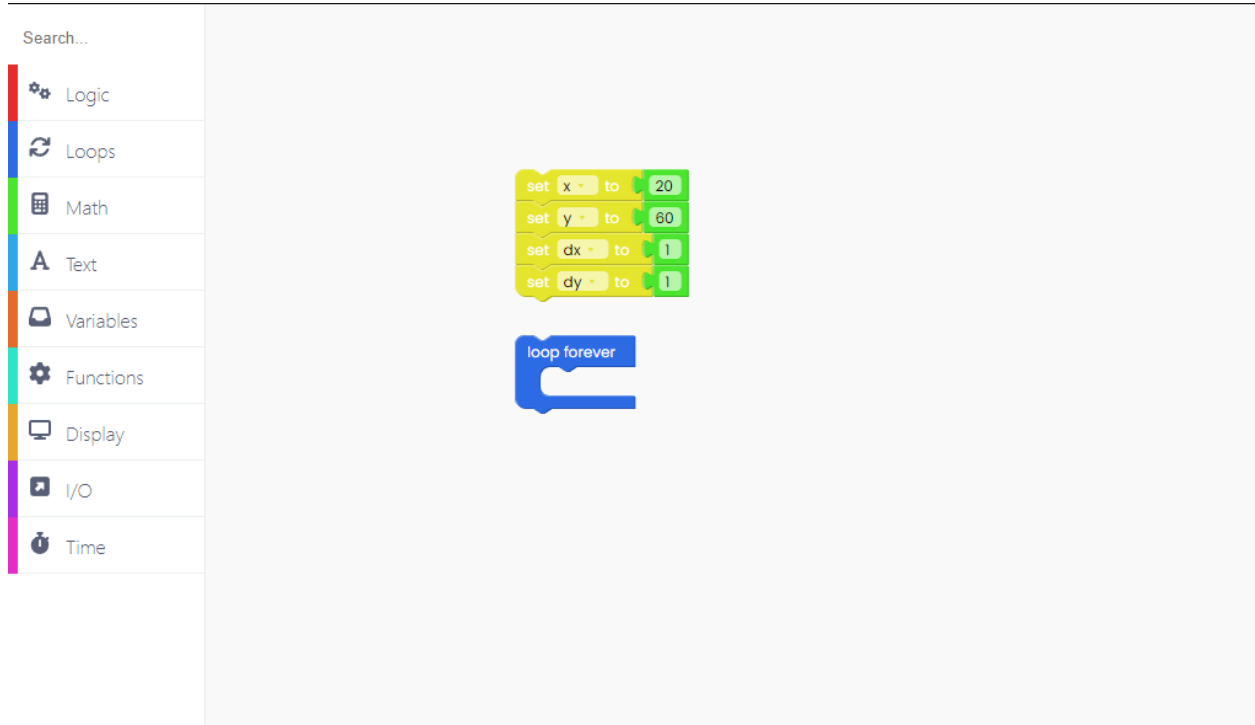 Search...
Logic
Loops
Math
Text
Variables
Functions
Display
I/O
Time
set x to 20
set y to 60
set dx to 1
set dy to 1
loop forever